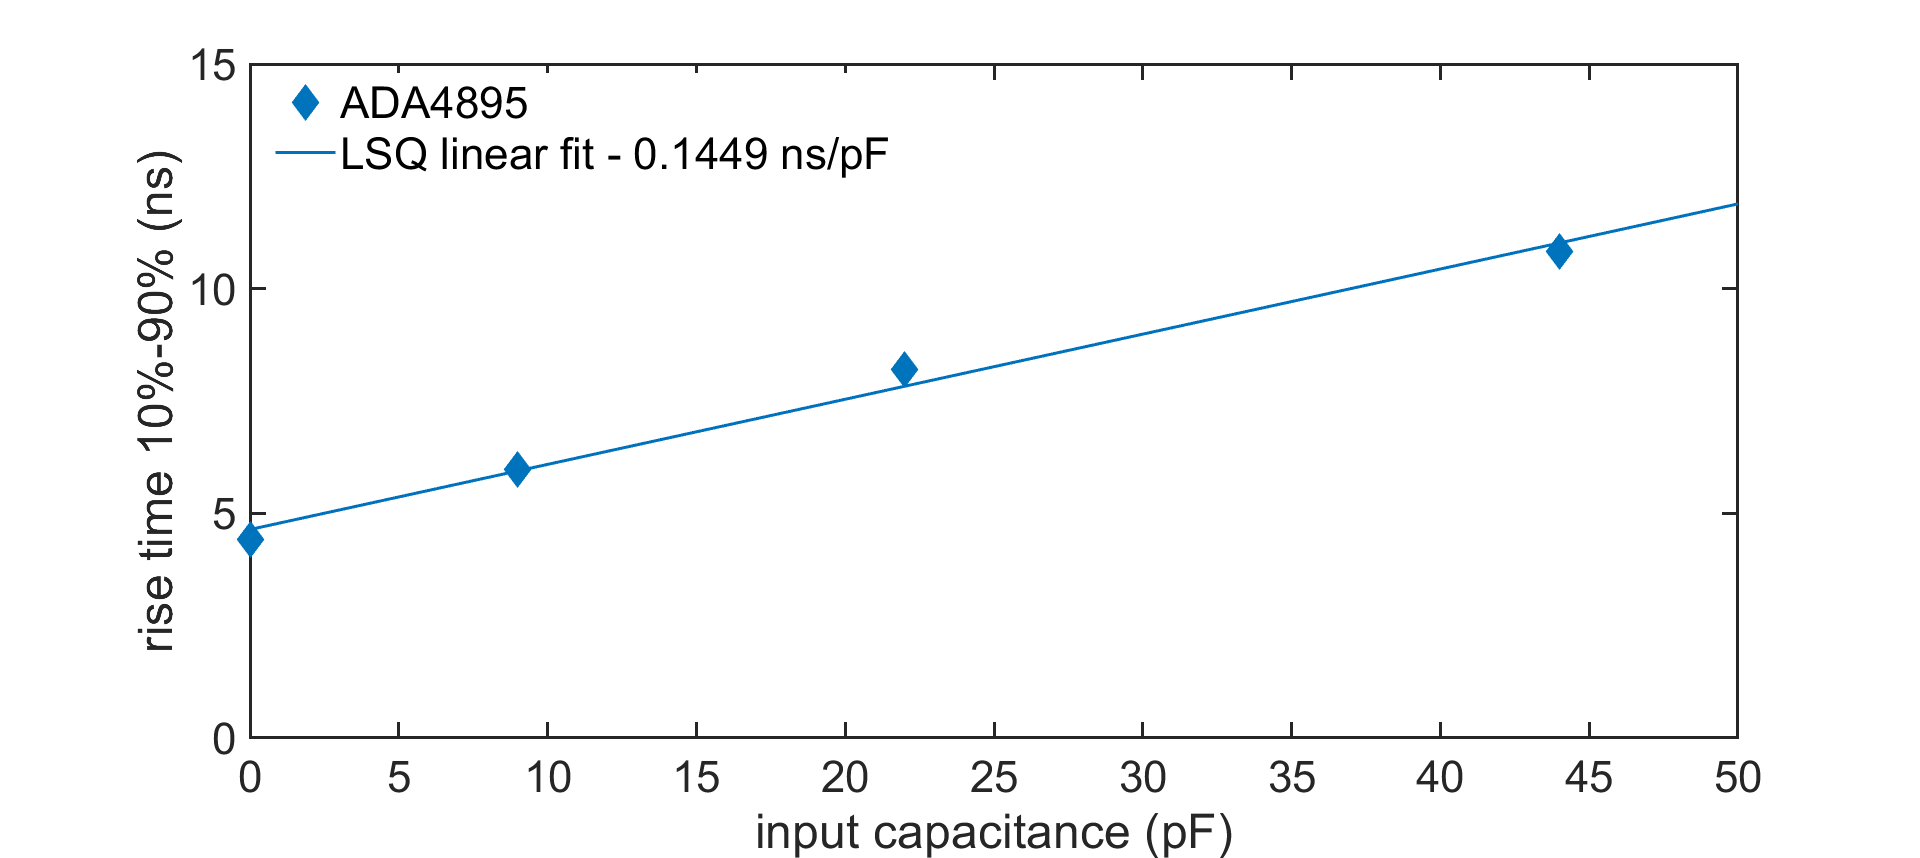 15
10
5
0
rise time 10%-90% (ns)
ADA4895
LSQ linear fit - 0.1449 ns/pF
0 5 10 15 20 25 30 35 40 45 50
input capacitance (pF)